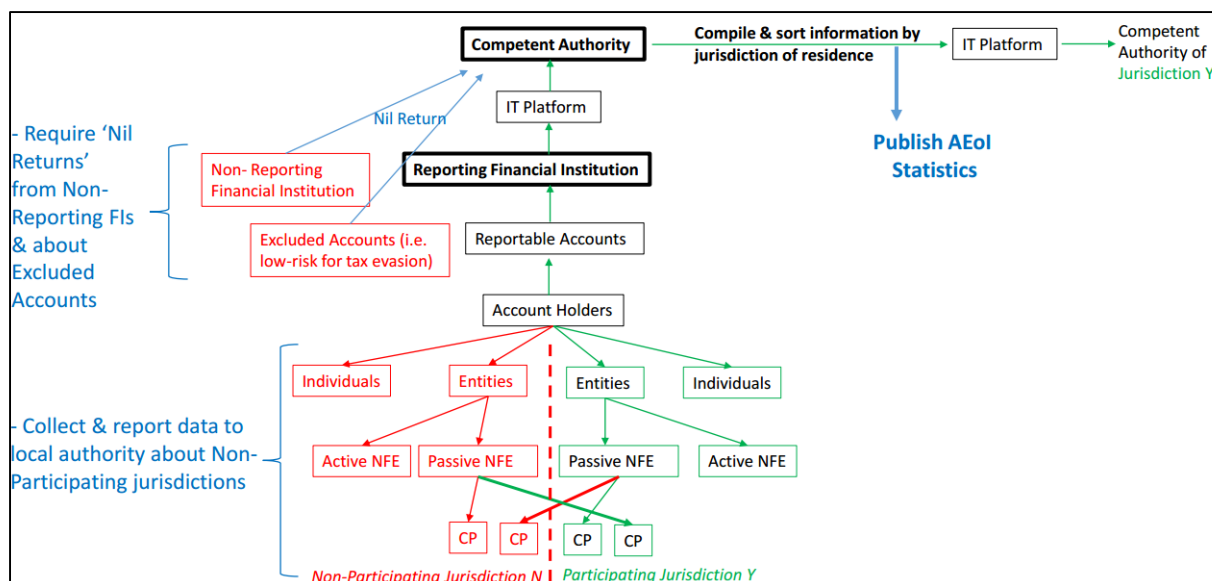 Competent Authority
Compile & sort information by
jurisdiction of residence
IT Platform
Competent
Authority of
Jurisdiction Y
IT Platform
Nil Return
Publish AEoI
Statistics
- Require ‘Nil
Returns’
from Non-
Reporting FIs
& about
Excluded
Accounts
Non- Reporting
Financial Institution
Reporting Financial Institution
Excluded Accounts (i.e.
low-risk for tax evasion)
Reportable Accounts
Account Holders
Individuals
Entities
Entities
Individuals
- Collect & report data to
local authority about Non-
Participating jurisdictions
Active NFE
Passive NFE
Passive NFE
Active NFE
CP
CP
CP
CP
Non-Participating Jurisdiction N
Participating Jurisdiction Y